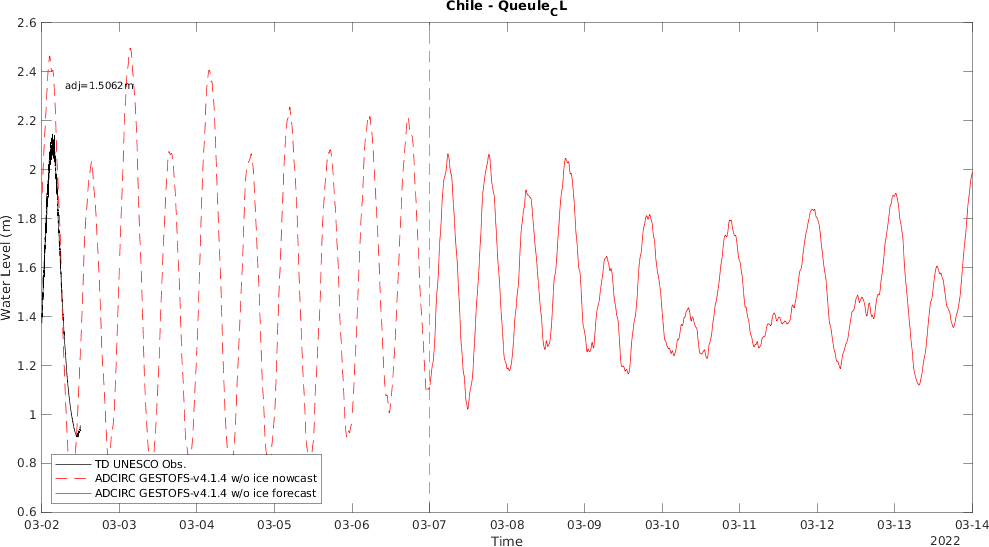 Chile - Queule_CL
2.6
2.4
2.2
2
1.8
1.6
1.4
1.2
1
0.8
0.6
Water Level (m)
adj=1.5062m
TD UNESCO Obs.
ADCIRC GESTOFS-v4.1.4 w/o ice nowcast
ADCIRC GESTOFS-v4.1.4 w/o ice forecast
03-02 03-03 03-04 03-05 03-06 03-07 03-08 03-09 03-10 03-11 03-12 03-13 03-14
Time
2022